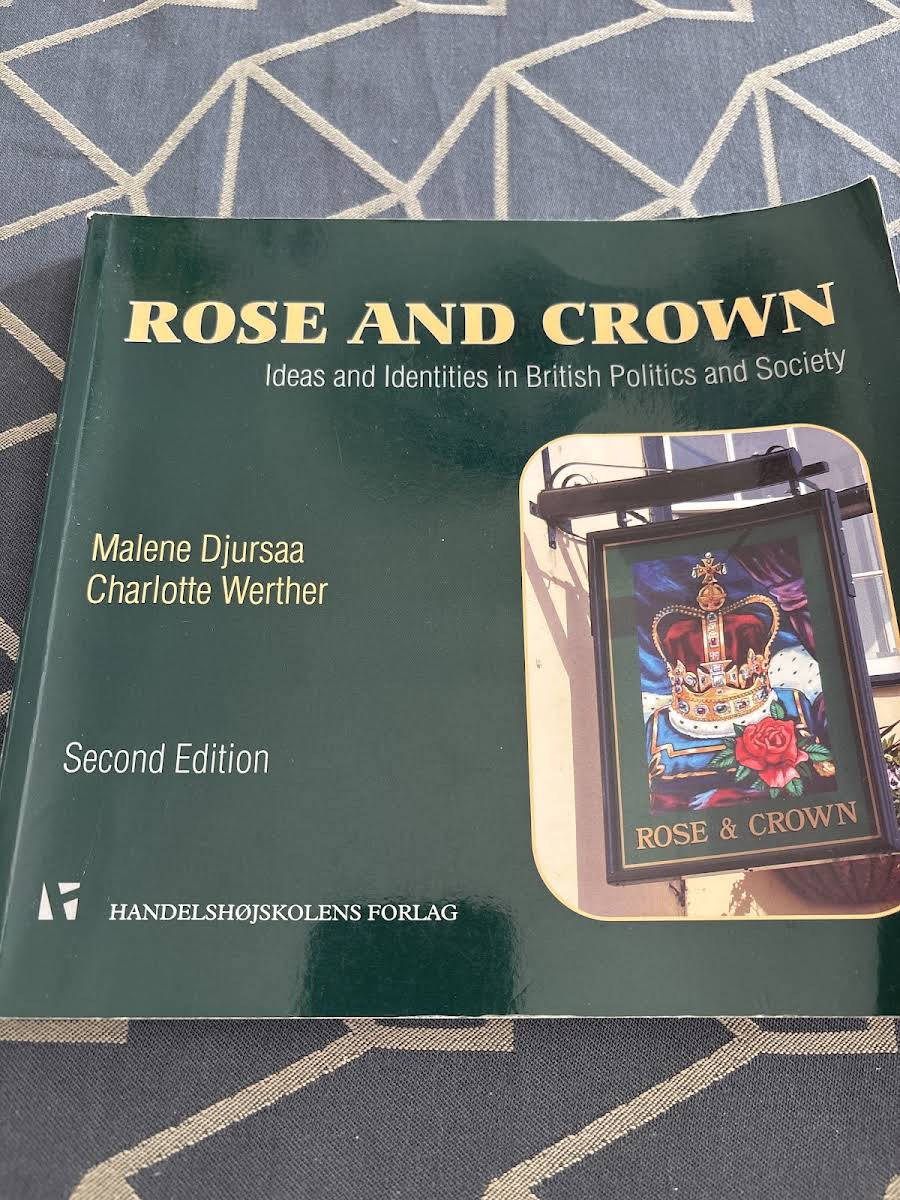 ROSE AND CROWN
Ideas and Identities in British Politics and Society
Malene Djursaa
Charlotte Werther
Second Edition
ROSE & CROWN
HANDELSHØJSKOLENS FORLAG